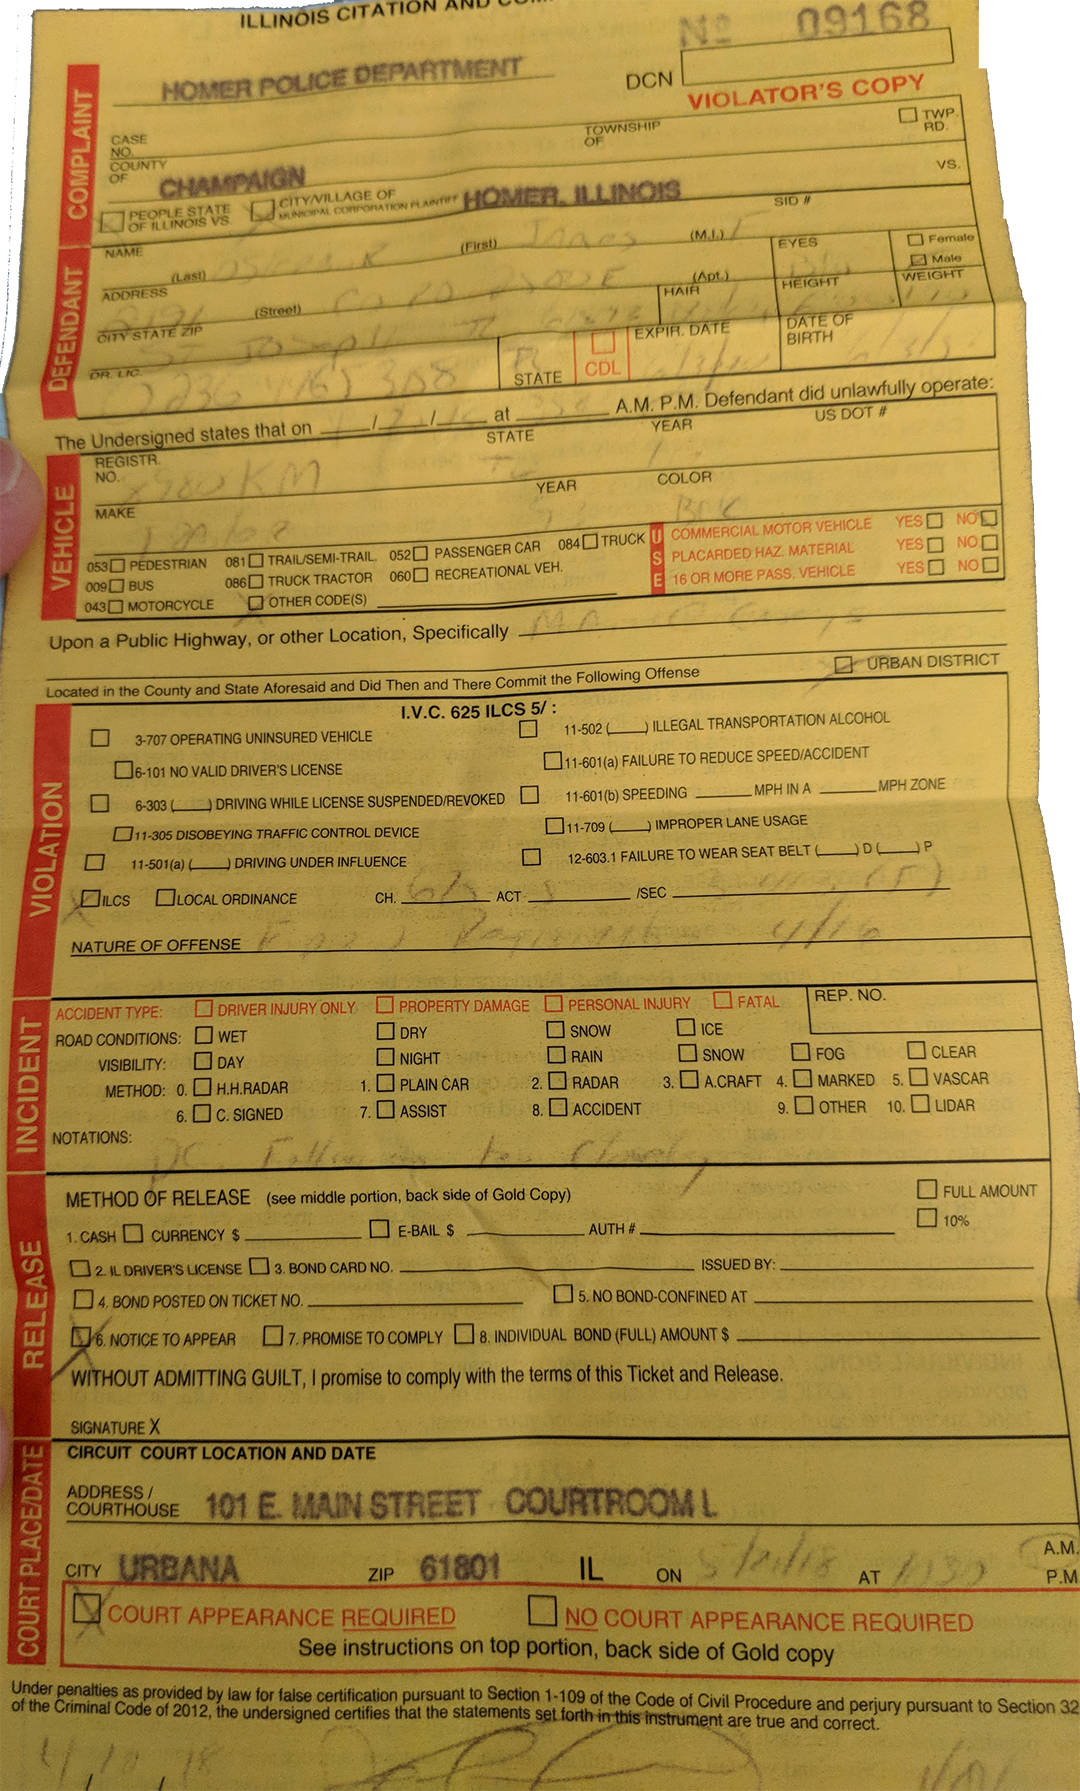 ILLINOIS CITATION AND
No 09168
HOMER POLICE DEPARTMENT
DCN
VIOLATOR'S COPY
COMPLAINT
CASE NO.
TOWNSHIP OF
TWP. RD.
COUNTY OF CHAMPAIGN
VS.
PEOPLE STATE OF ILLINOIS VS.
CITY/VILLAGE OF MUNICIPAL CORPORATION PLAINTIFF HOMER, ILLINOIS
SID #
DEFENDANT
NAME
(Last)
(First)
(M.I.)
EYES
Female
Male
ADDRESS
(Street)
(Apt.)
HAIR
HEIGHT
WEIGHT
CITY STATE ZIP
DR. LIC.
STATE
CDL
EXPIR. DATE
DATE OF BIRTH
The Undersigned states that on ___/___/___ at ___ A.M. P.M. Defendant did unlawfully operate:
VEHICLE
REGISTR. NO.
STATE
YEAR
US DOT #
MAKE
YEAR
COLOR
053 PEDESTRIAN 081 TRAIL/SEMI-TRAIL. 052 PASSENGER CAR 084 TRUCK
009 BUS 086 TRUCK TRACTOR 060 RECREATIONAL VEH.
043 MOTORCYCLE OTHER CODE(S)
USE
COMMERCIAL MOTOR VEHICLE YES NO
PLACARDED HAZ. MATERIAL YES NO
16 OR MORE PASS. VEHICLE YES NO
Upon a Public Highway, or other Location, Specifically
URBAN DISTRICT
Located in the County and State Aforesaid and Did Then and There Commit the Following Offense
VIOLATION
I.V.C. 625 ILCS 5/ :
3-707 OPERATING UNINSURED VEHICLE
11-502 (____) ILLEGAL TRANSPORTATION ALCOHOL
6-101 NO VALID DRIVER'S LICENSE
11-601(a) FAILURE TO REDUCE SPEED/ACCIDENT
6-303 (____) DRIVING WHILE LICENSE SUSPENDED/REVOKED
11-601(b) SPEEDING ______ MPH IN A ______ MPH ZONE
11-305 DISOBEYING TRAFFIC CONTROL DEVICE
11-709 (____) IMPROPER LANE USAGE
11-501(a) (____) DRIVING UNDER INFLUENCE
12-603.1 FAILURE TO WEAR SEAT BELT (____) D (____) P
ILCS LOCAL ORDINANCE CH. ACT /SEC
NATURE OF OFFENSE 4/16
INCIDENT
ACCIDENT TYPE: DRIVER INJURY ONLY PROPERTY DAMAGE PERSONAL INJURY FATAL
REP. NO.
ROAD CONDITIONS: WET DRY SNOW ICE
VISIBILITY: DAY NIGHT RAIN SNOW FOG CLEAR
METHOD: 0. H.H.RADAR 1. PLAIN CAR 2. RADAR 3. A.CRAFT 4. MARKED 5. VASCAR
6. C. SIGNED 7. ASSIST 8. ACCIDENT 9. OTHER 10. LIDAR
NOTATIONS: Following too Closely
RELEASE
METHOD OF RELEASE (see middle portion, back side of Gold Copy)
FULL AMOUNT
10%
1. CASH CURRENCY $ E-BAIL $ AUTH #
2. IL DRIVER'S LICENSE 3. BOND CARD NO. ISSUED BY:
4. BOND POSTED ON TICKET NO. 5. NO BOND-CONFINED AT
6. NOTICE TO APPEAR 7. PROMISE TO COMPLY 8. INDIVIDUAL BOND (FULL) AMOUNT $
WITHOUT ADMITTING GUILT, I promise to comply with the terms of this Ticket and Release.
SIGNATURE X
COURT PLACE/DATE
CIRCUIT COURT LOCATION AND DATE
ADDRESS / COURTHOUSE 101 E. MAIN STREET COURTROOM L
CITY URBANA ZIP 61801 IL ON AT A.M. P.M
COURT APPEARANCE REQUIRED NO COURT APPEARANCE REQUIRED
See instructions on top portion, back side of Gold copy
Under penalties as provided by law for false certification pursuant to Section 1-109 of the Code of Civil Procedure and perjury pursuant to Section 32
of the Criminal Code of 2012, the undersigned certifies that the statements set forth in this instrument are true and correct.